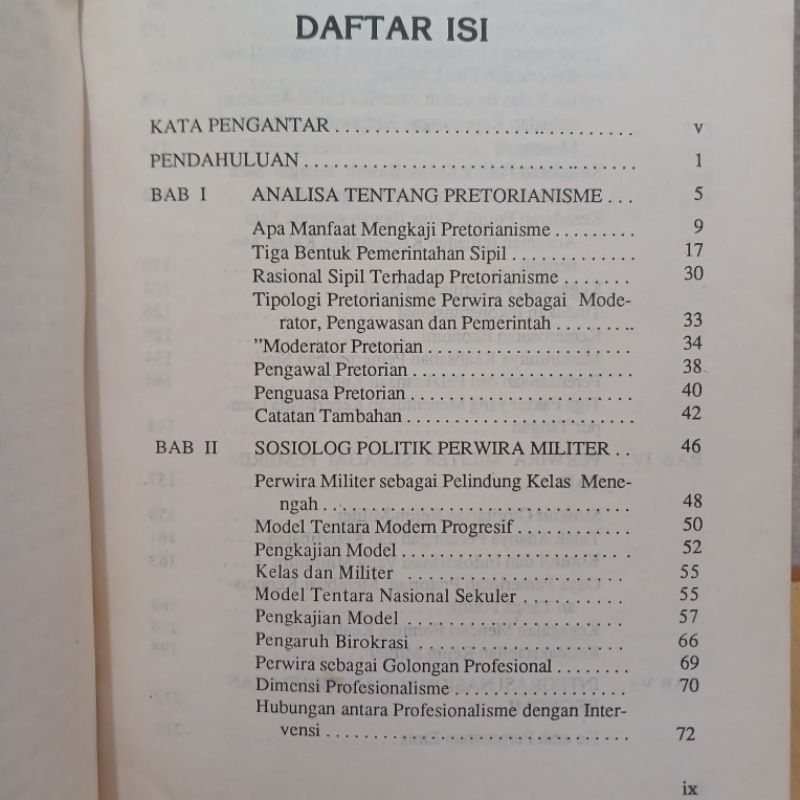 DAFTAR ISI
KATA PENGANTAR .............................. v
PENDAHULUAN ................................. 1
BAB I ANALISA TENTANG PRETORIANISME ... 5
Apa Manfaat Mengkaji Pretorianisme ......... 9
Tiga Bentuk Pemerintahan Sipil ............. 17
Rasional Sipil Terhadap Pretorianisme ....... 30
Tipologi Pretorianisme Perwira sebagai Mode-
rator, Pengawasan dan Pemerintah ......... 33
”Moderator Pretorian ...................... 34
Pengawal Pretorian ........................ 38
Penguasa Pretorian ........................ 40
Catatan Tambahan ......................... 42
BAB II SOSIOLOG POLITIK PERWIRA MILITER .. 46
Perwira Militer sebagai Pelindung Kelas Mene-
ngah ................................. 48
Model Tentara Modern Progresif ............. 50
Pengkajian Model .......................... 52
Kelas dan Militer ......................... 55
Model Tentara Nasional Sekuler ............. 55
Pengkajian Model ......................... 57
Pengaruh Birokrasi ........................ 66
Perwira sebagai Golongan Profesional ........ 69
Dimensi Profesionalisme .................... 70
Hubungan antara Profesionalisme dengan Inter-
vensi ................................. 72
ix